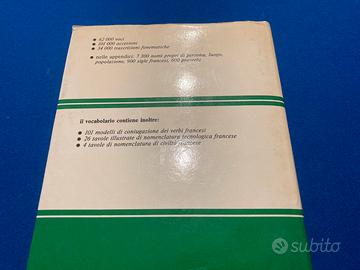 • 62 000 voci
• 101 000 accezioni
• 34 000 trascrizioni fonematiche
• nelle appendici: 7 300 nomi propri di persona, luogo,
popolazione, 900 sigle francesi, 600 proverbi
il vocabolario contiene inoltre:
• 101 modelli di coniugazione dei verbi francesi
• 26 tavole illustrate di nomenclatura tecnologica francese
• 4 tavole di nomenclatura di civiltà francese
subito